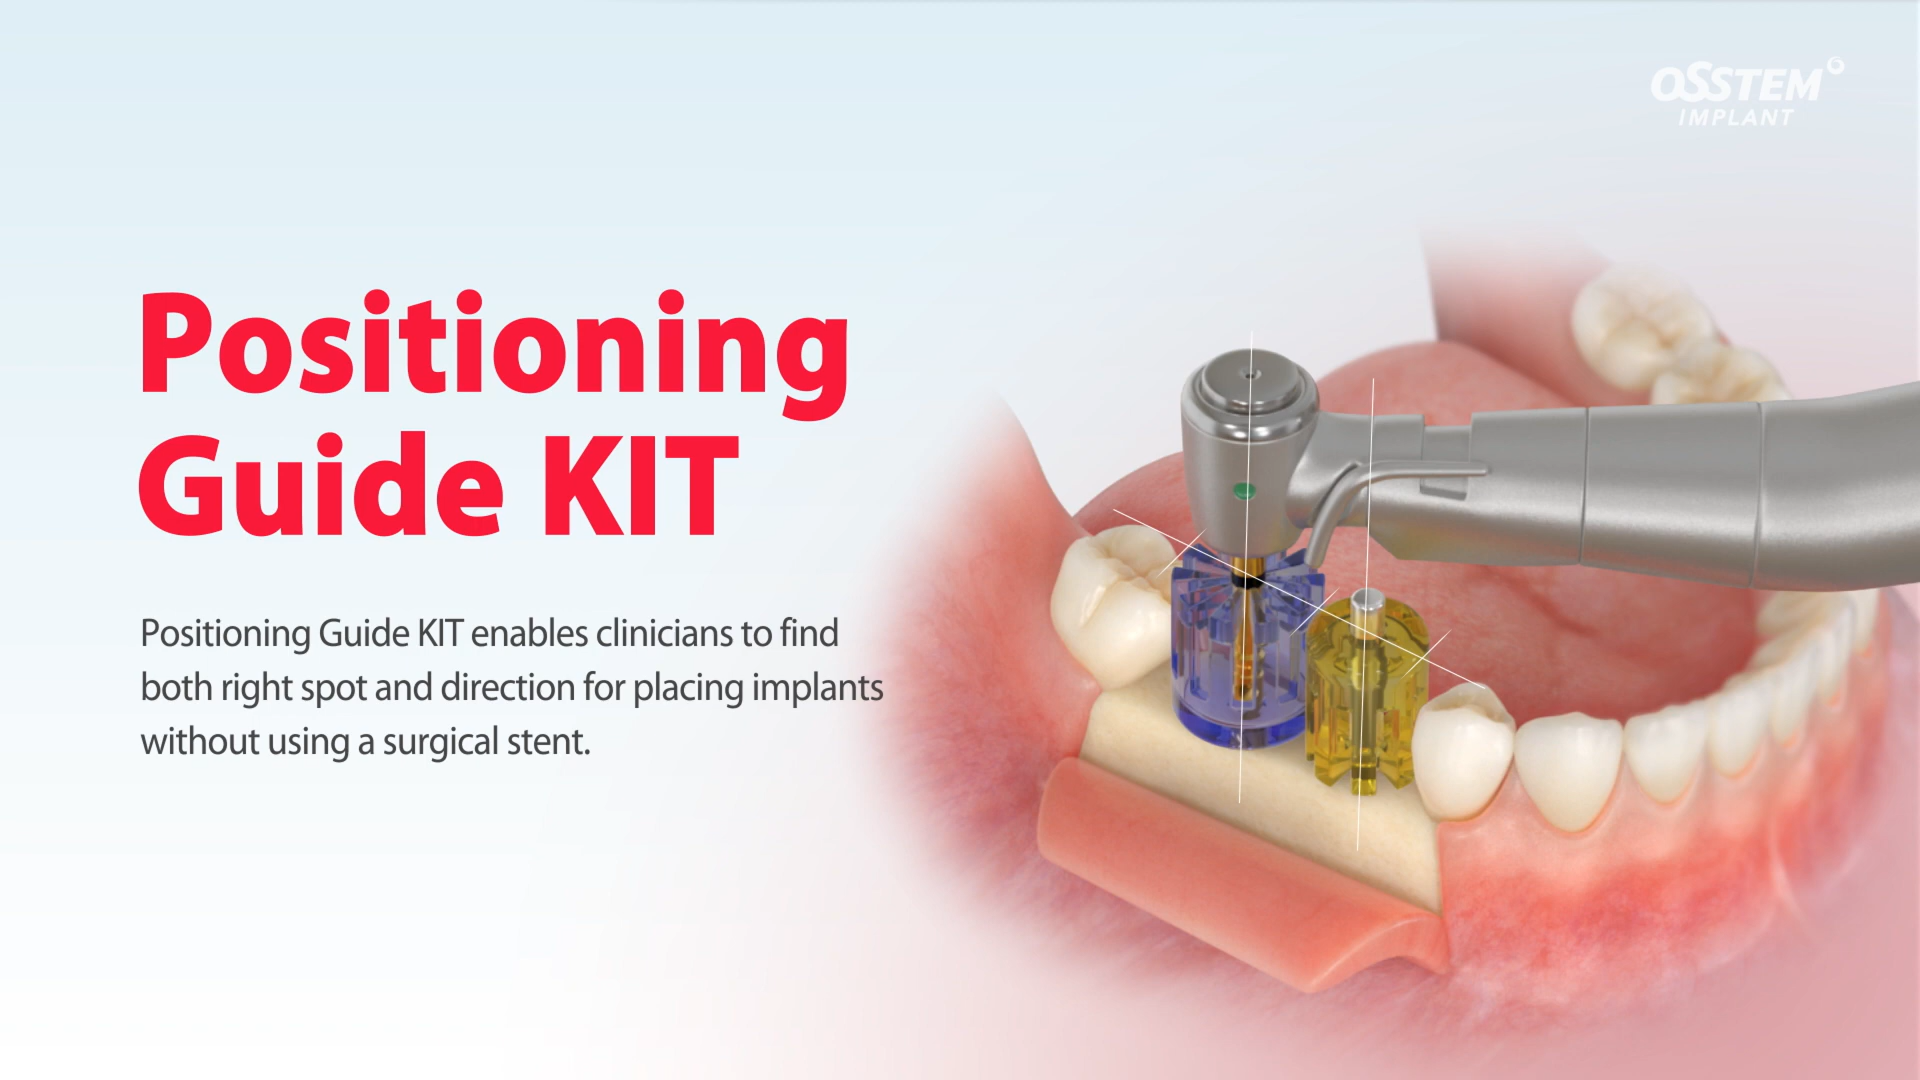 OSSTEM
IMPLANT
Positioning
Guide KIT
Positioning Guide KIT enables clinicians to find
both right spot and direction for placing implants
without using a surgical stent.